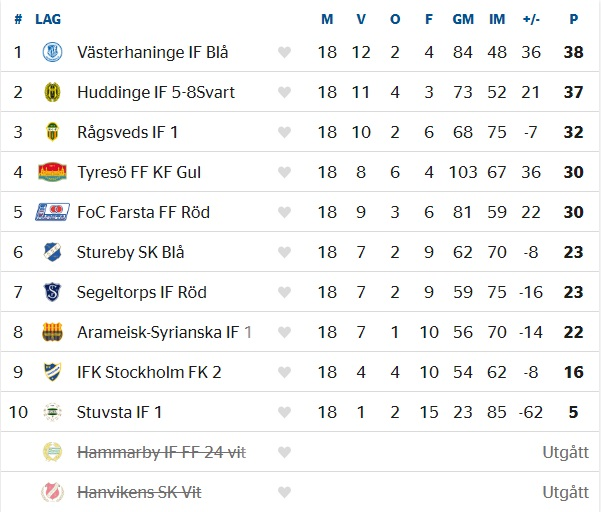 # LAG M V O F GM IM +/- P
1 Västerhaninge IF Blå 18 12 2 4 84 48 36 38
2 Huddinge IF 5-8Svart 18 11 4 3 73 52 21 37
3 Rågsveds IF 1 18 10 2 6 68 75 -7 32
4 Tyresö FF KF Gul 18 8 6 4 103 67 36 30
5 FoC Farsta FF Röd 18 9 3 6 81 59 22 30
6 Stureby SK Blå 18 7 2 9 62 70 -8 23
7 Segeltorps IF Röd 18 7 2 9 59 75 -16 23
8 Arameisk-Syrianska IF 1 18 7 1 10 56 70 -14 22
9 IFK Stockholm FK 2 18 4 4 10 54 62 -8 16
10 Stuvsta IF 1 18 1 2 15 23 85 -62 5
Hammarby IF FF 24 vit Utgått
Hanvikens SK Vit Utgått